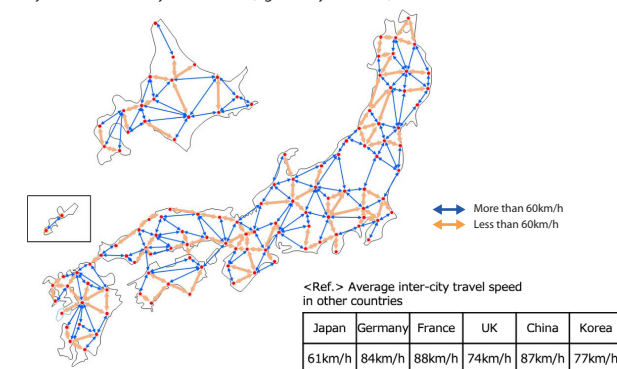 More than 60km/h
Less than 60km/h
<Ref.> Average inter-city travel speed
in other countries
Japan Germany France UK China Korea
61km/h 84km/h 88km/h 74km/h 87km/h 77km/h